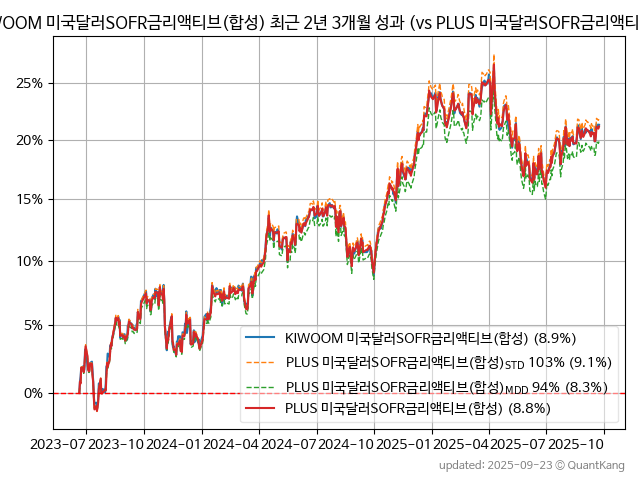 WOOM 미국달러SOFR금리액티브(합성) 최근 2년 3개월 성과 (vs PLUS 미국달러SOFR금리액티
25%
20%
15%
10%
5%
0%
KIWOOM 미국달러SOFR금리액티브(합성) (8.9%)
PLUS 미국달러SOFR금리액티브(합성)STD 103% (9.1%)
PLUS 미국달러SOFR금리액티브(합성)MDD 94% (8.3%)
PLUS 미국달러SOFR금리액티브(합성) (8.8%)
2023-07 2023-10 2024-01 2024-04 2024-07 2024-10 2025-01 2025-04 2025-07 2025-10
updated: 2025-09-23 © QuantKang